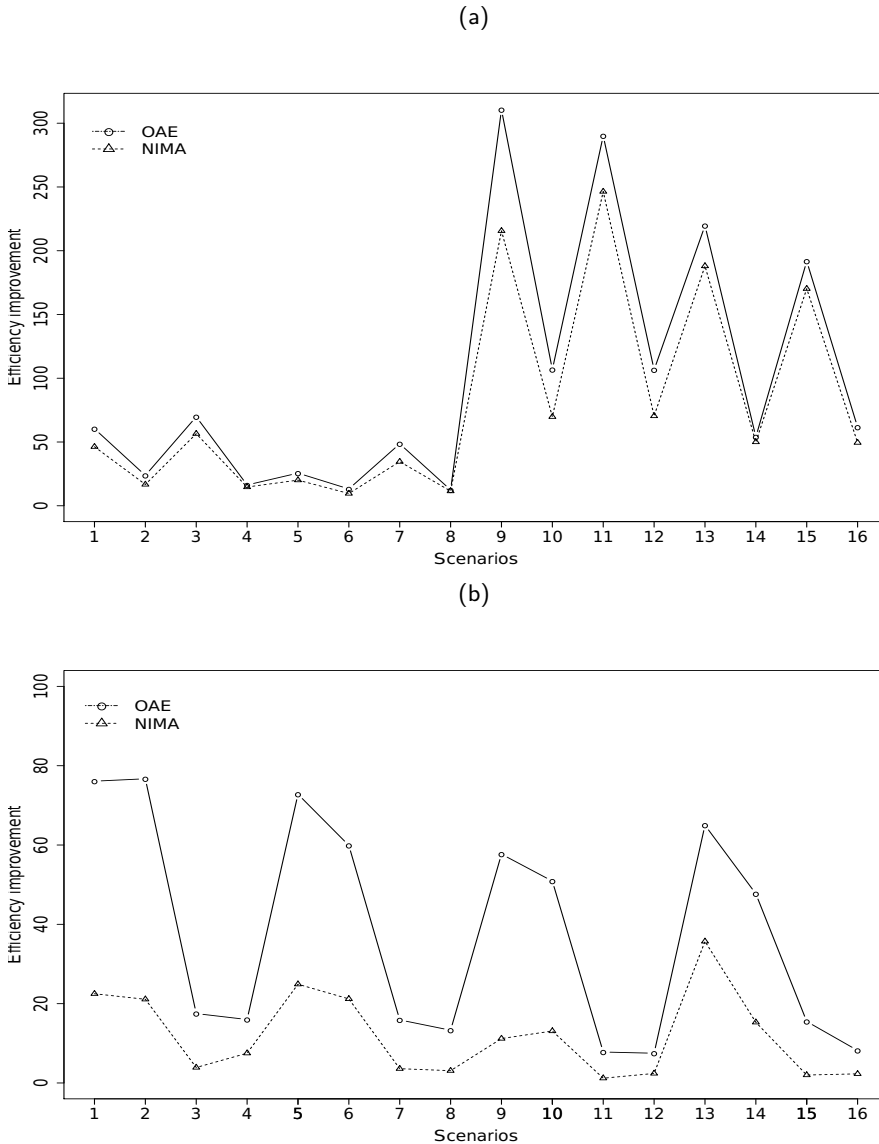 (a)
OAE
NIMA
Efficiency improvement
0 50 100 150 200 250 300
1 2 3 4 5 6 7 8 9 10 11 12 13 14 15 16
Scenarios
(b)
OAE
NIMA
Efficiency improvement
0 20 40 60 80 100
1 2 3 4 5 6 7 8 9 10 11 12 13 14 15 16
Scenarios